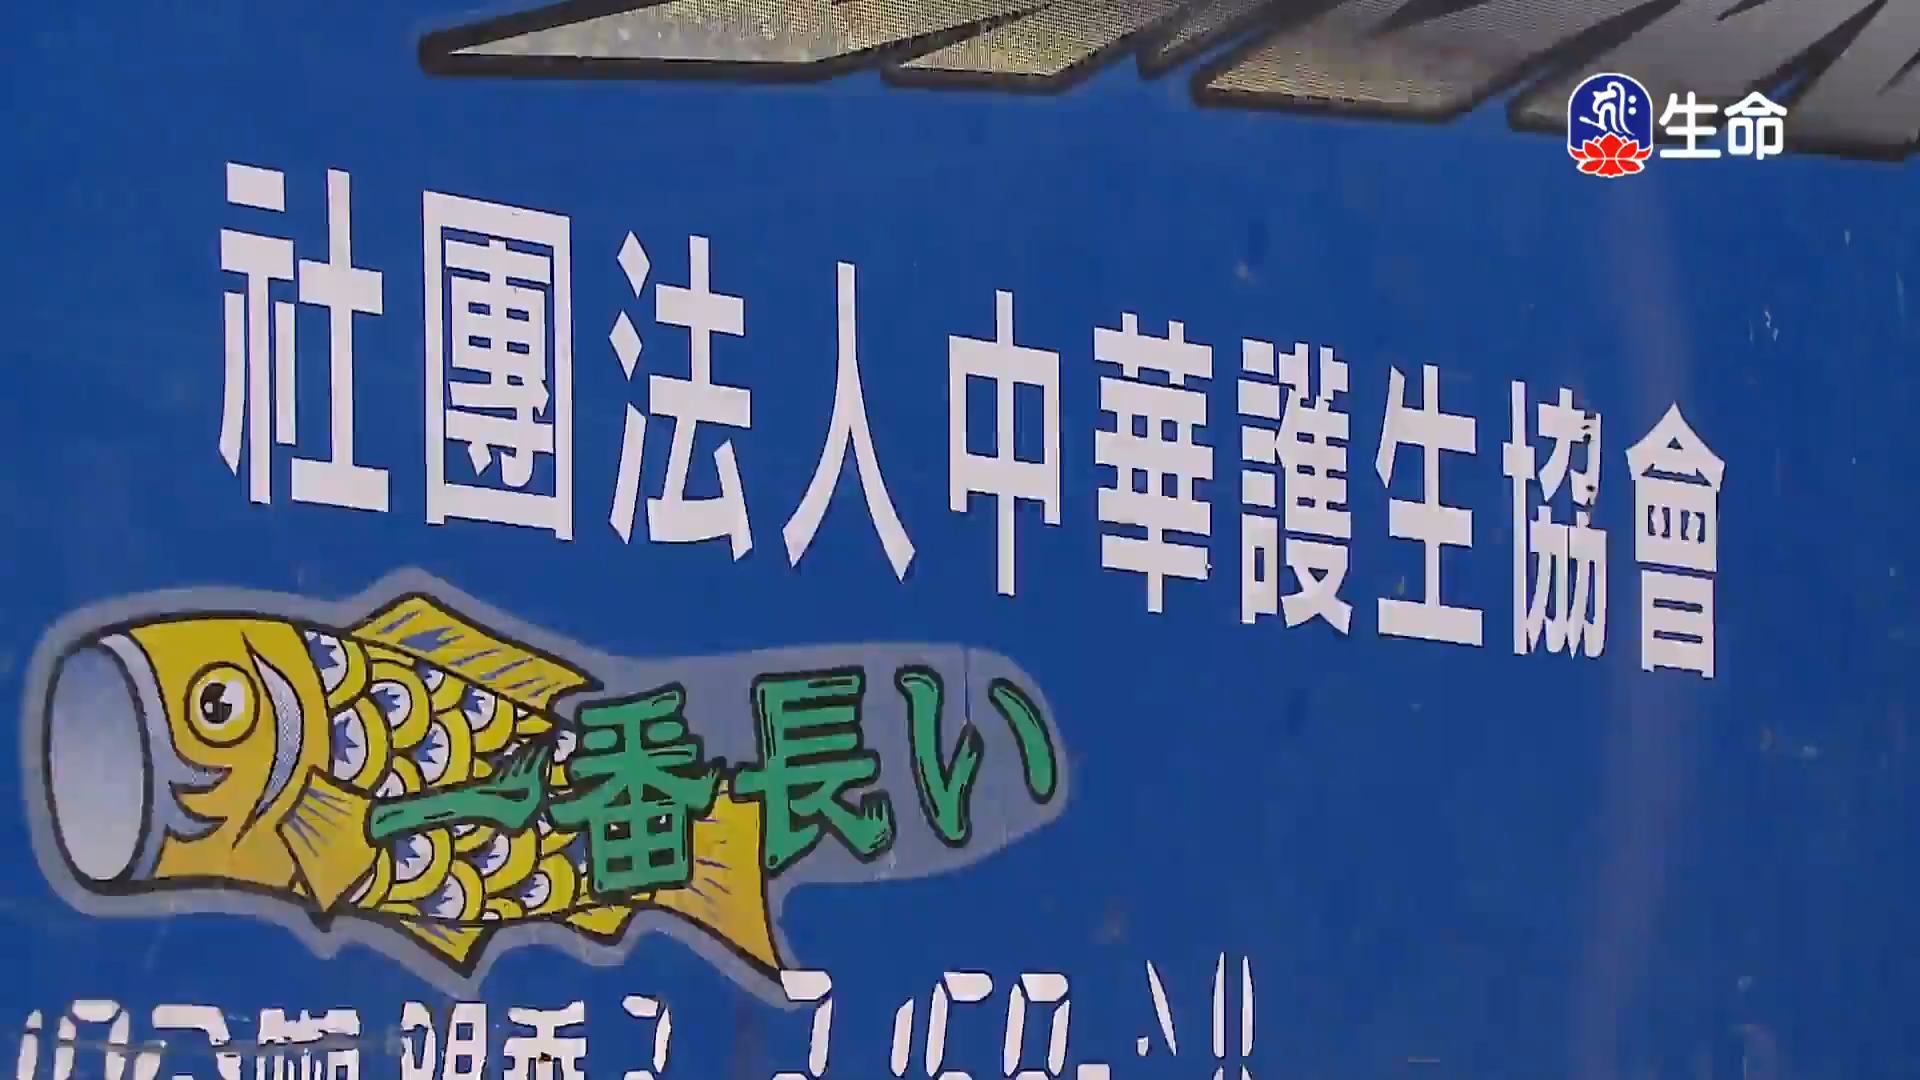 生命
社團法人中華護生協會
一番長い